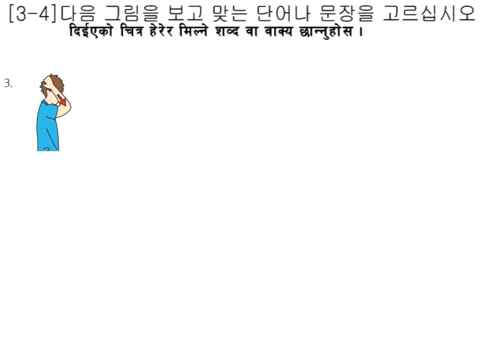 [3-4]다음 그림을 보고 맞는 단어나 문장을 고르십시오
दिईएको चित्र हेरेर मिल्ने शब्द वा वाक्य छान्नुहोस ।
3.